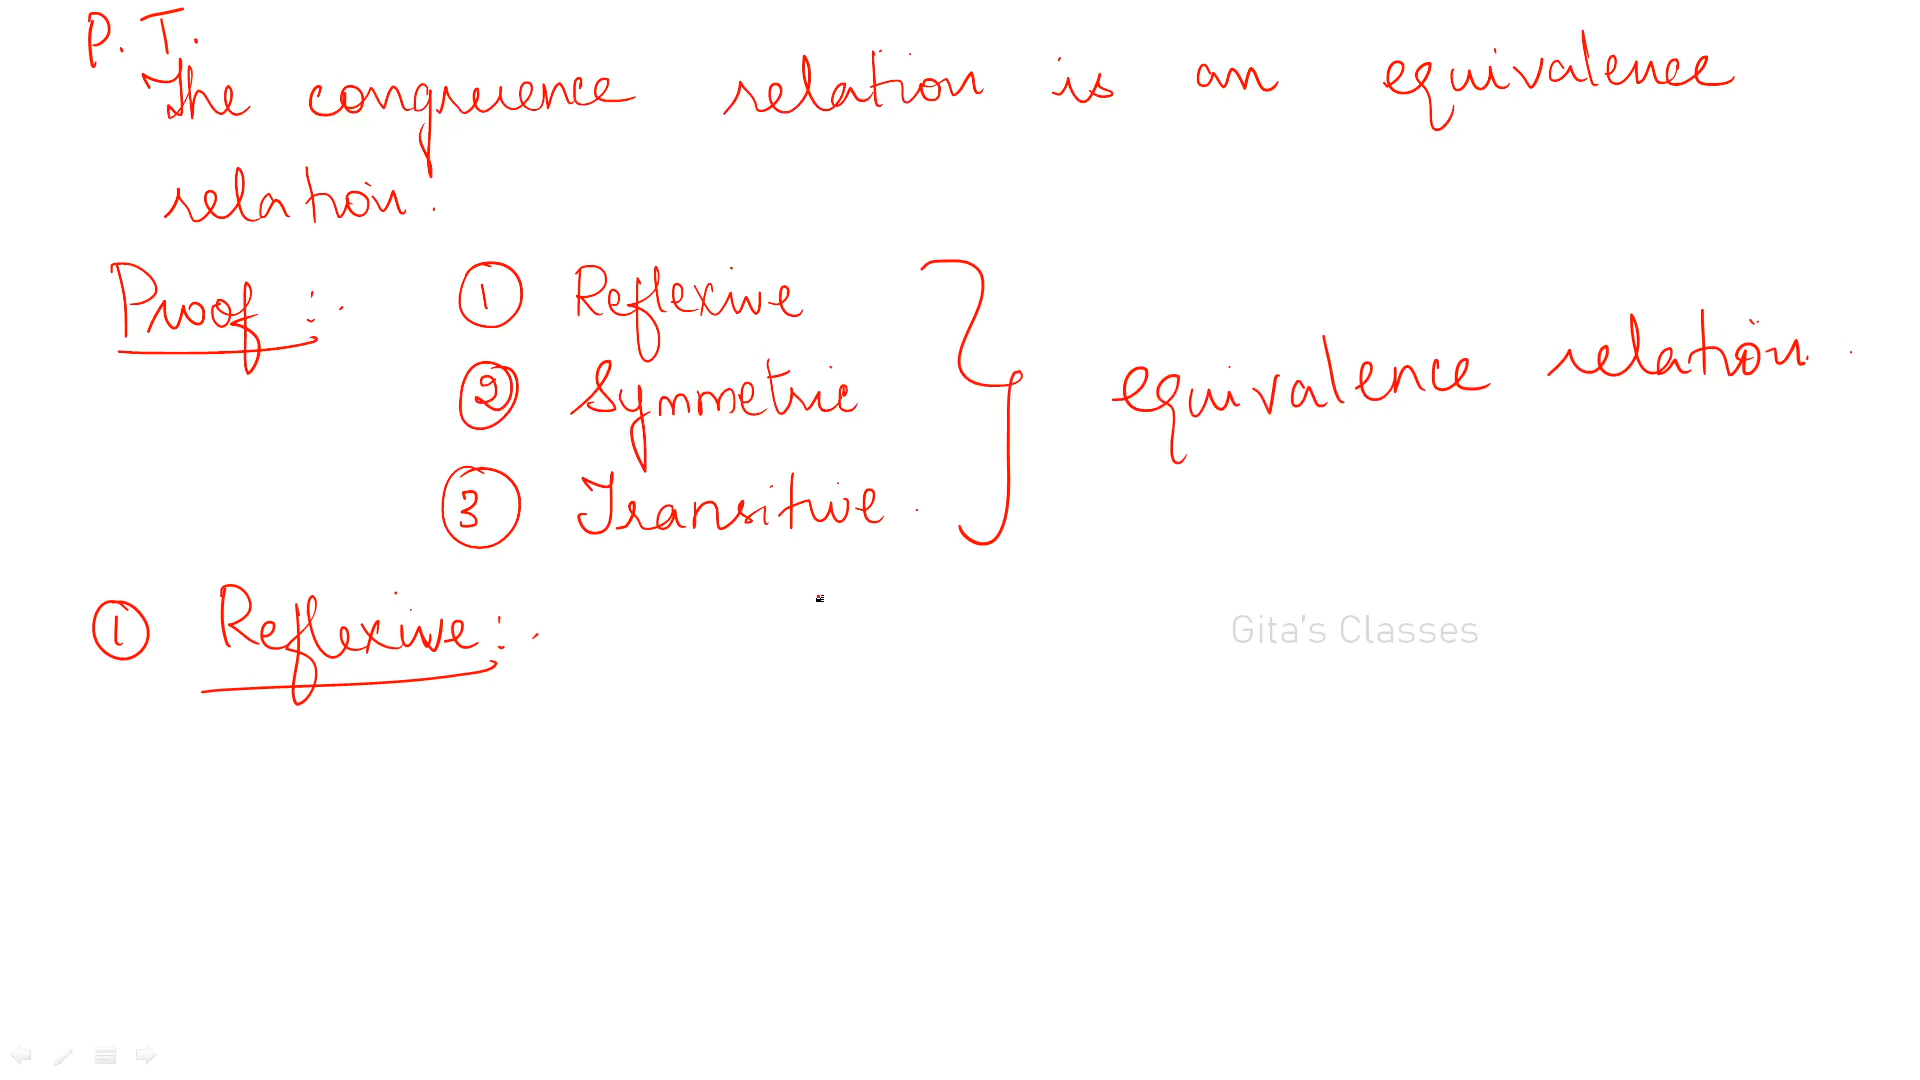 P. T.
The congruence relation is an equivalence
relation.
Proof :-
① Reflexive
② Symmetric
③ Transitive.
equivalence relation.
① Reflexive :-
Gita's Classes